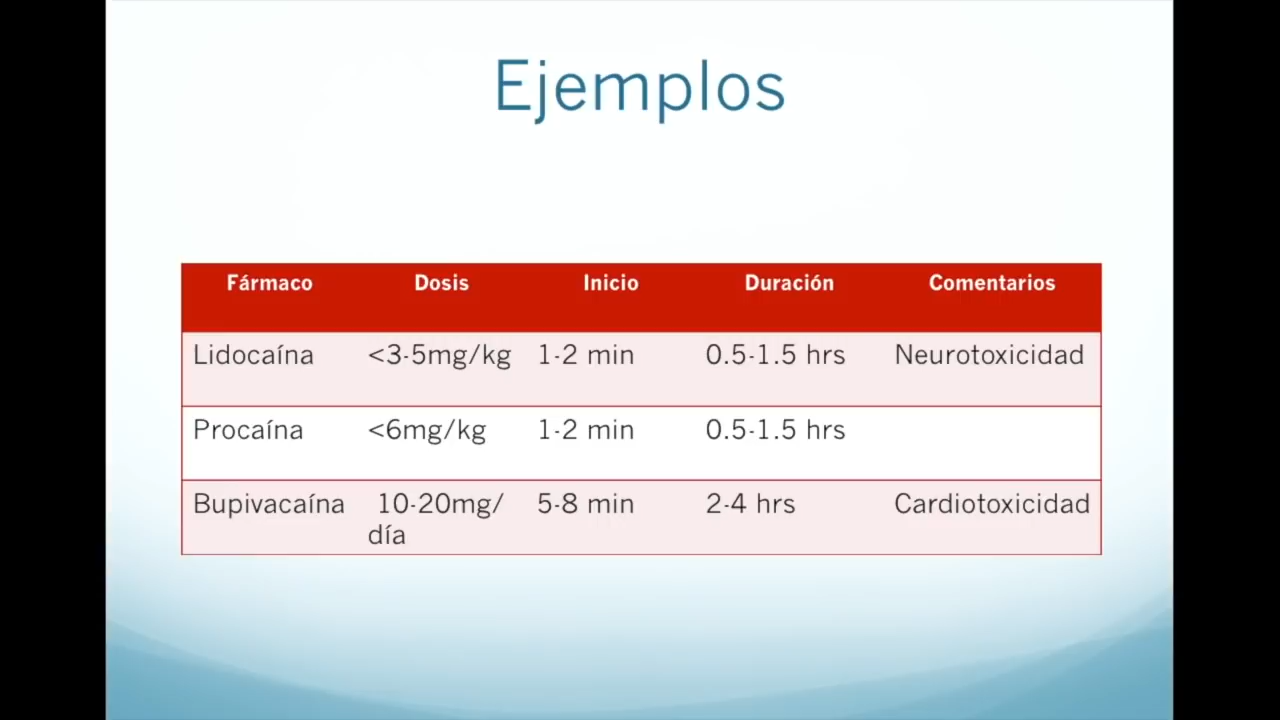 Ejemplos
Fármaco Dosis Inicio Duración Comentarios
Lidocaína <3-5mg/kg 1-2 min 0.5-1.5 hrs Neurotoxicidad
Procaína <6mg/kg 1-2 min 0.5-1.5 hrs
Bupivacaína 10-20mg/ 5-8 min 2-4 hrs Cardiotoxicidad
día